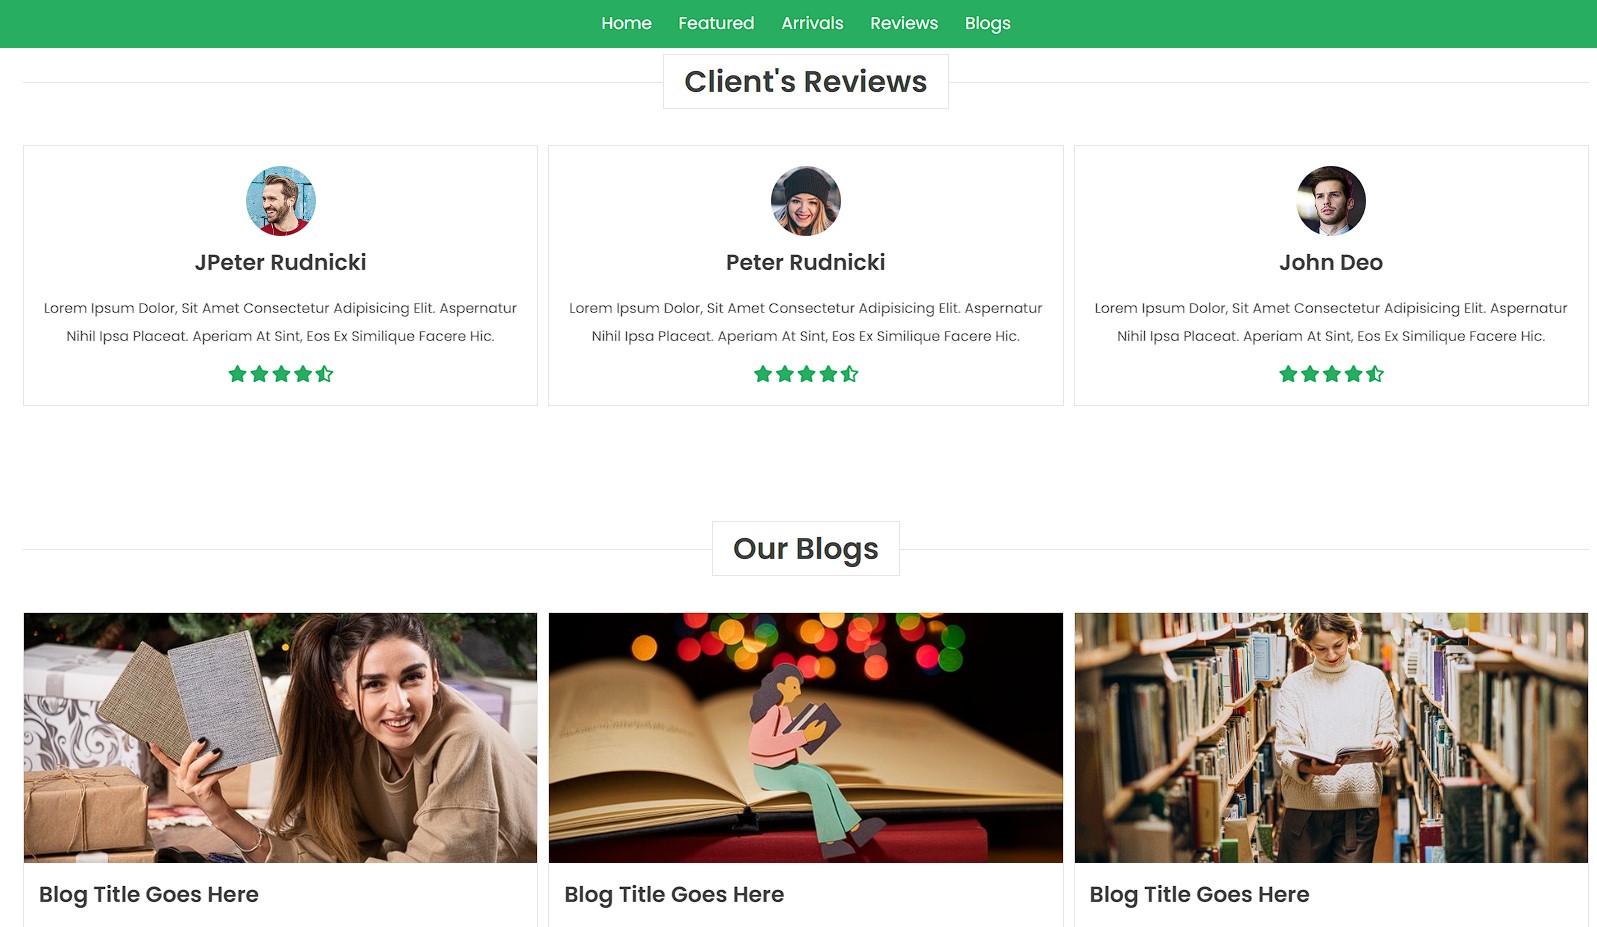 Home Featured Arrivals Reviews Blogs
Client's Reviews
JPeter Rudnicki
Lorem Ipsum Dolor, Sit Amet Consectetur Adipisicing Elit. Aspernatur
Nihil Ipsa Placeat. Aperiam At Sint, Eos Ex Similique Facere Hic.
Peter Rudnicki
Lorem Ipsum Dolor, Sit Amet Consectetur Adipisicing Elit. Aspernatur
Nihil Ipsa Placeat. Aperiam At Sint, Eos Ex Similique Facere Hic.
John Deo
Lorem Ipsum Dolor, Sit Amet Consectetur Adipisicing Elit. Aspernatur
Nihil Ipsa Placeat. Aperiam At Sint, Eos Ex Similique Facere Hic.
Our Blogs
Blog Title Goes Here
Blog Title Goes Here
Blog Title Goes Here